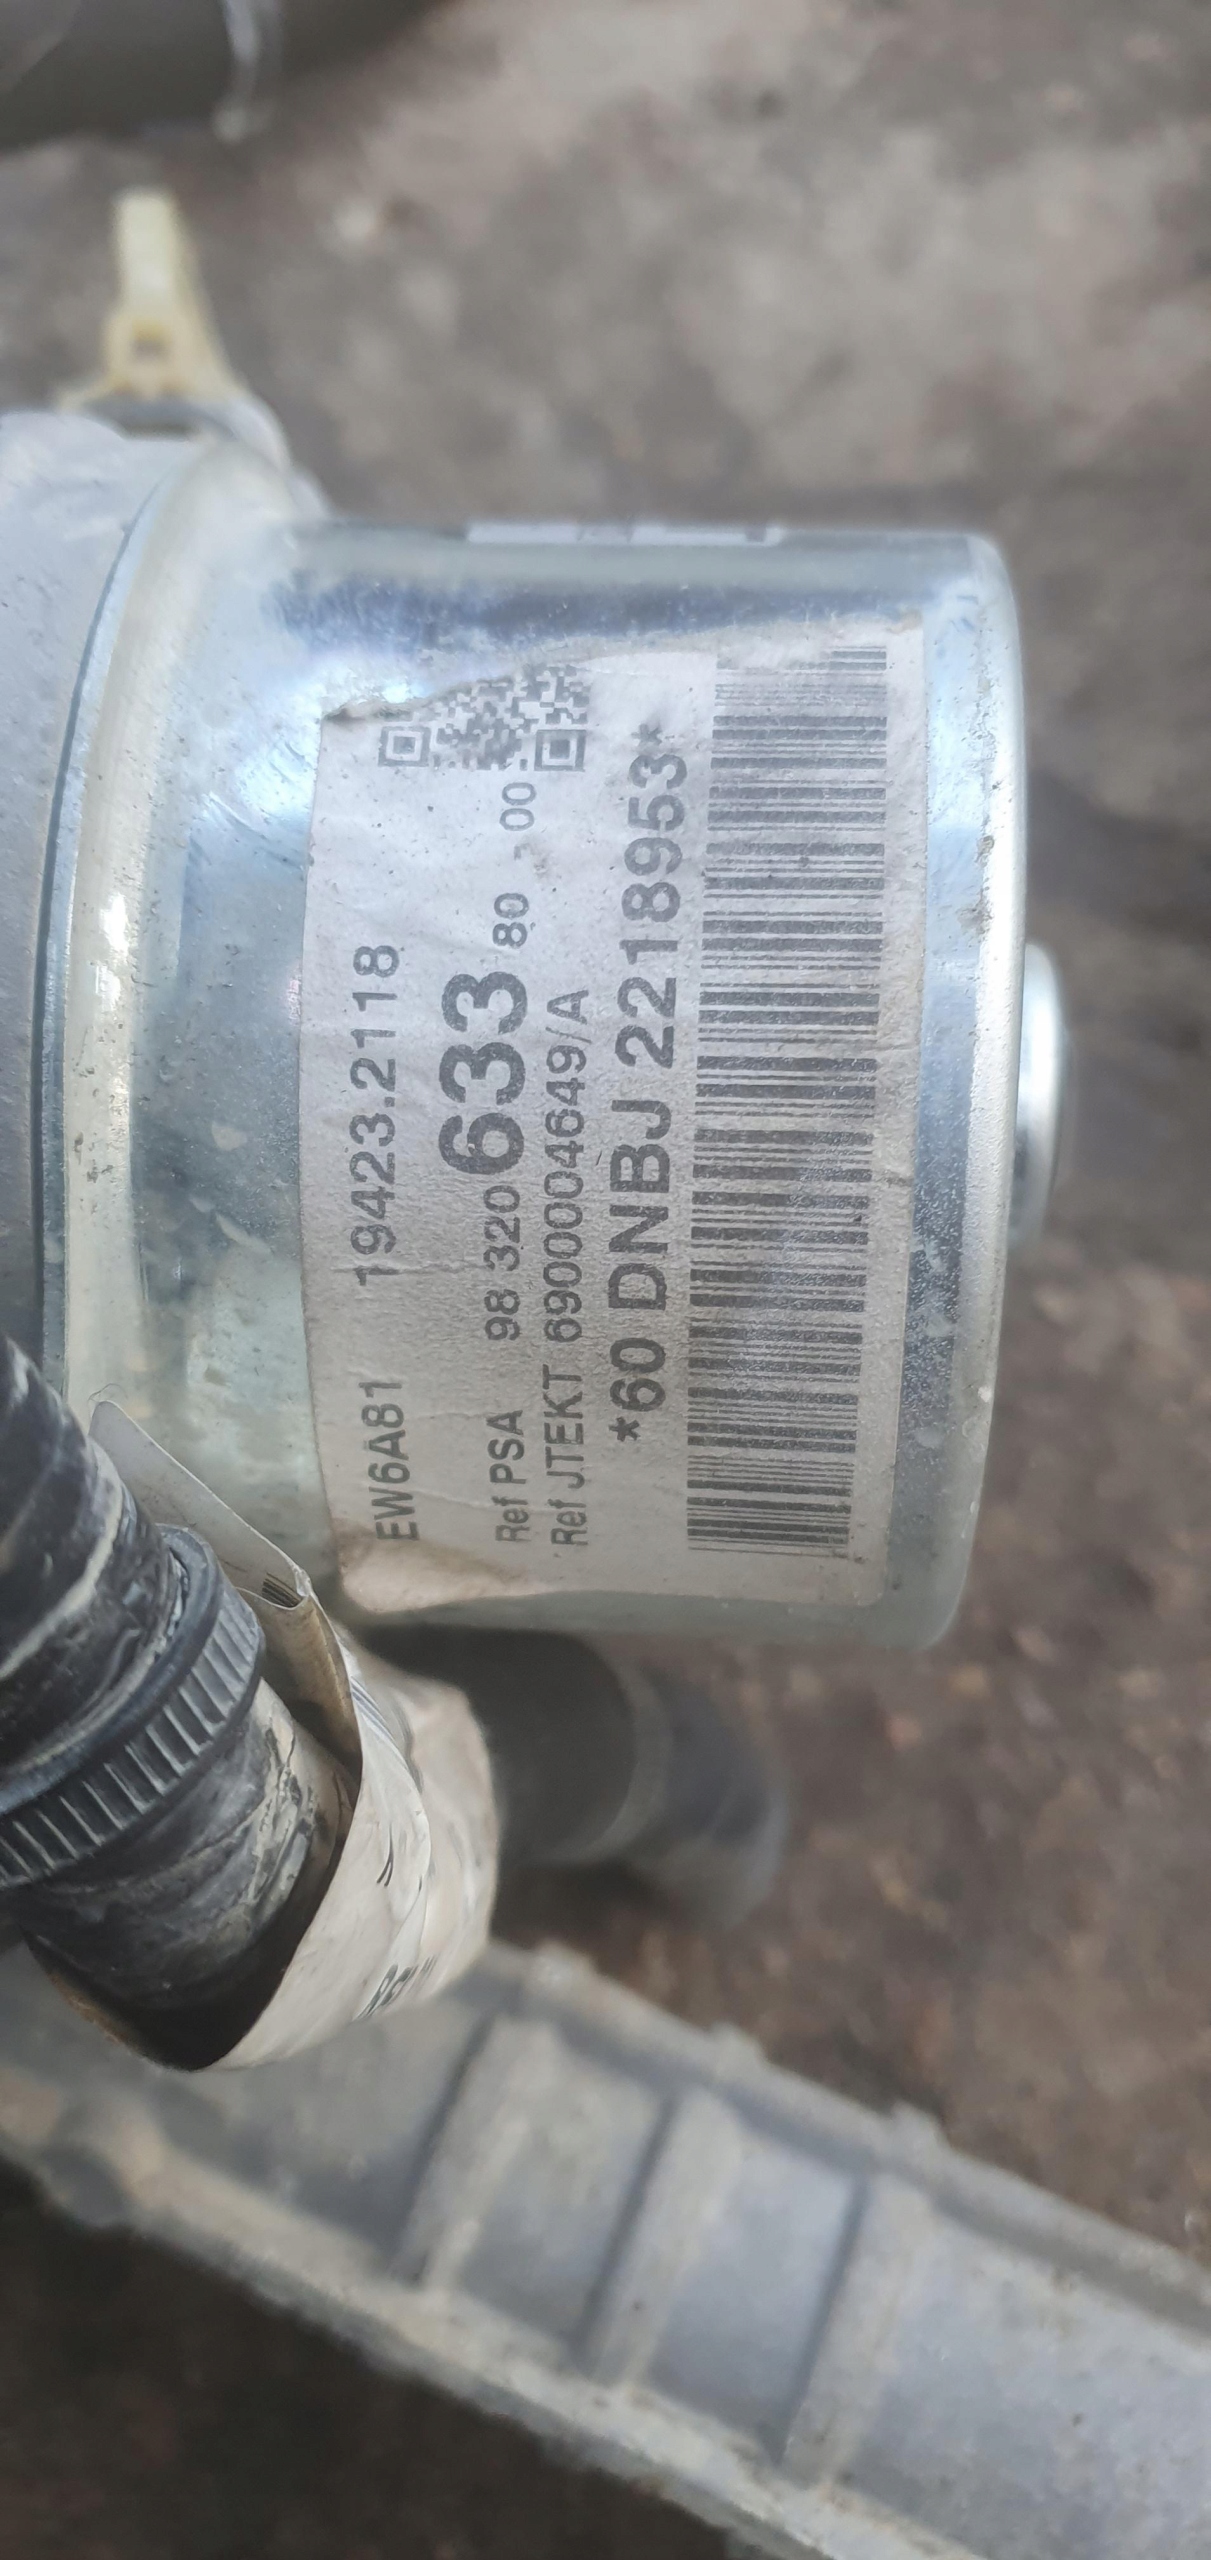 EW6A81 19423.2118
Ref PSA 98 320 633 80 - 00
Ref JTEKT 6900004649/A
*60 DNBJ 2218953*